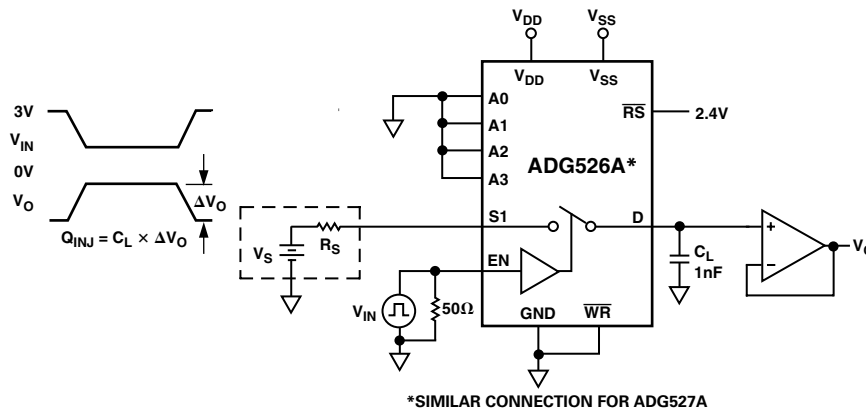 V_DD V_SS
V_DD V_SS
3V
V_IN
0V
V_O
ΔV_O
Q_INJ = C_L × ΔV_O
A0
A1
A2
A3
RS 2.4V
ADG526A*
S1 D
V_S R_S
C_L
1nF
+
−
EN
V_IN 50Ω
GND WR
*SIMILAR CONNECTION FOR ADG527A